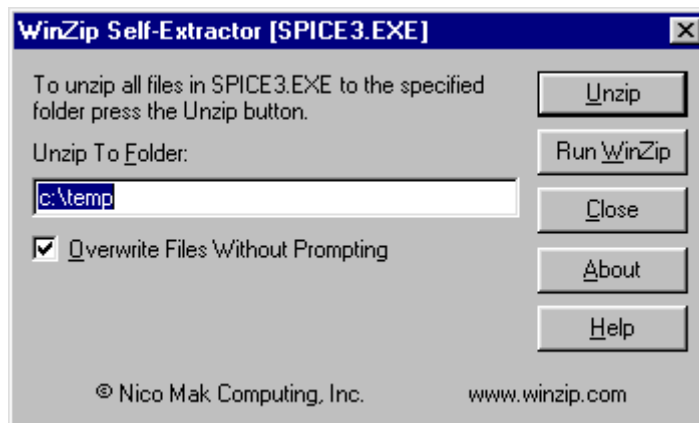 WinZip Self-Extractor [SPICE3.EXE]
To unzip all files in SPICE3.EXE to the specified
folder press the Unzip button.
Unzip To Folder:
c:\temp
Overwrite Files Without Prompting
Unzip
Run WinZip
Close
About
Help
© Nico Mak Computing, Inc. www.winzip.com